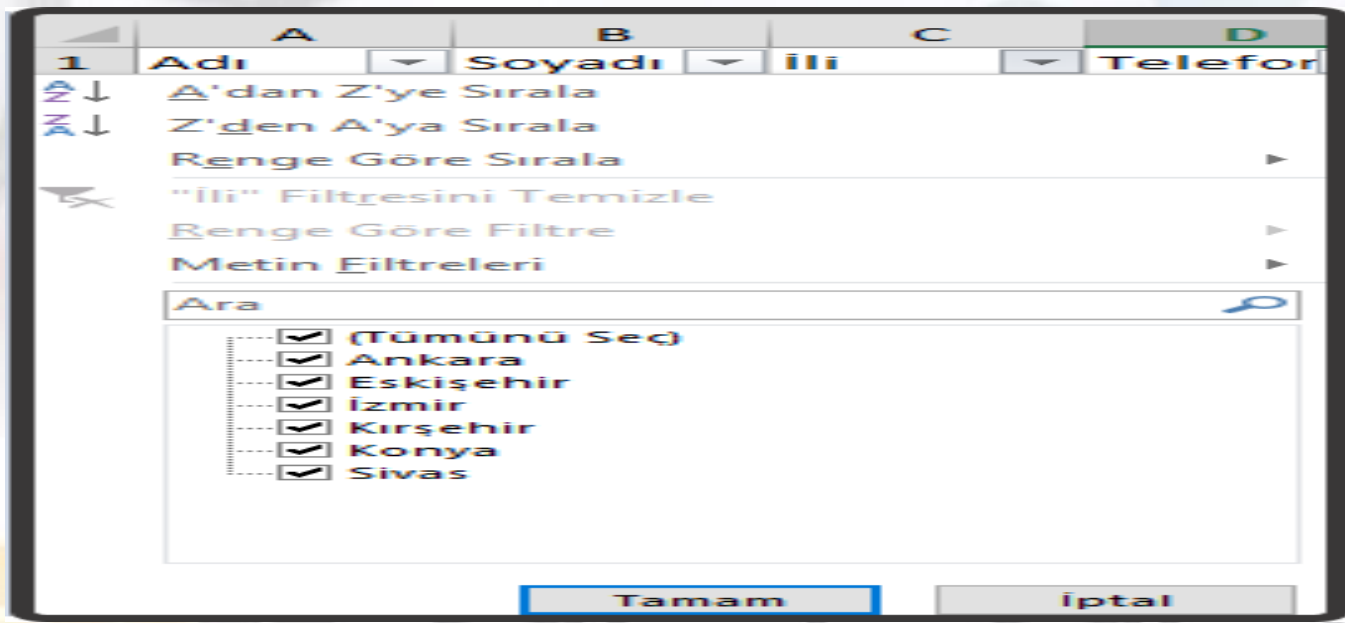 A B C D
1 Adı Soyadı İli Telefor
A'dan Z'ye Sırala
Z'den A'ya Sırala
Renge Göre Sırala
"İli" Filtresini Temizle
Renge Göre Filtre
Metin Filtreleri
Ara
(Tümünü Seç)
Ankara
Eskişehir
İzmir
Kırşehir
Konya
Sivas
Tamam İptal